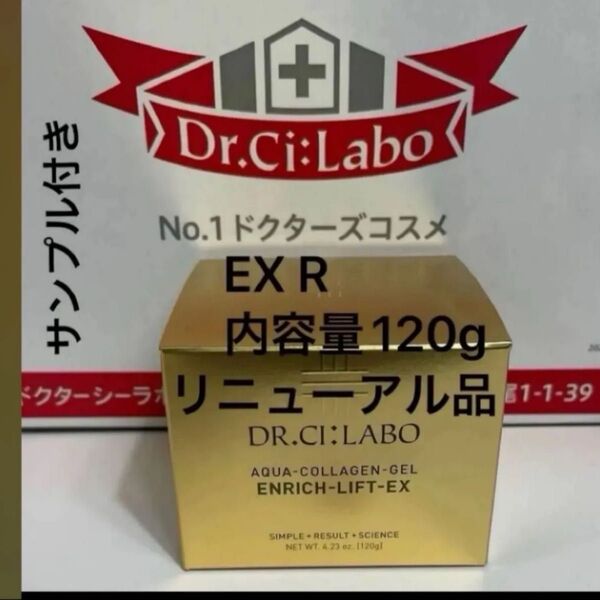 Dr.Ci:Labo
サンプル付き
No.1ドクターズコスメ
EX R
内容量120g
リニューアル品
ドクターシーラボ
1-1-39
DR.CI:LABO
AQUA-COLLAGEN-GEL
ENRICH-LIFT-EX
SIMPLE+RESULT+SCIENCE
NET WT. 4.23 oz. [120g]